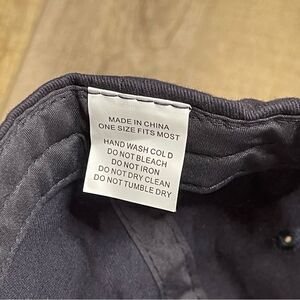 MADE IN CHINA
ONE SIZE FITS MOST
HAND WASH COLD
DO NOT BLEACH
DO NOT IRON
DO NOT DRY CLEAN
DO NOT TUMBLE DRY